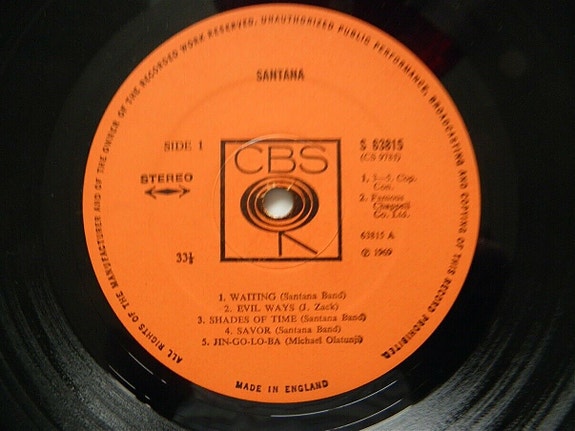 ALL RIGHTS OF THE MANUFACTURER AND OF THE OWNER OF THE RECORDED WORK RESERVED. UNAUTHORIZED PUBLIC PERFORMANCE, BROADCASTING AND COPYING OF THIS RECORD PROHIBITED
SANTANA
SIDE 1
STEREO
33⅓
CBS
S 63815
(CS 9781)
1. 3—5. Cop.
Con.
2. Famous
Chappell
Co. Ltd.
63815 A
℗ 1969
1. WAITING (Santana Band)
2. EVIL WAYS (J. Zack)
3. SHADES OF TIME (Santana Band)
4. SAVOR (Santana Band)
5. JIN-GO-LO-BA (Michael Olatunji)
MADE IN ENGLAND